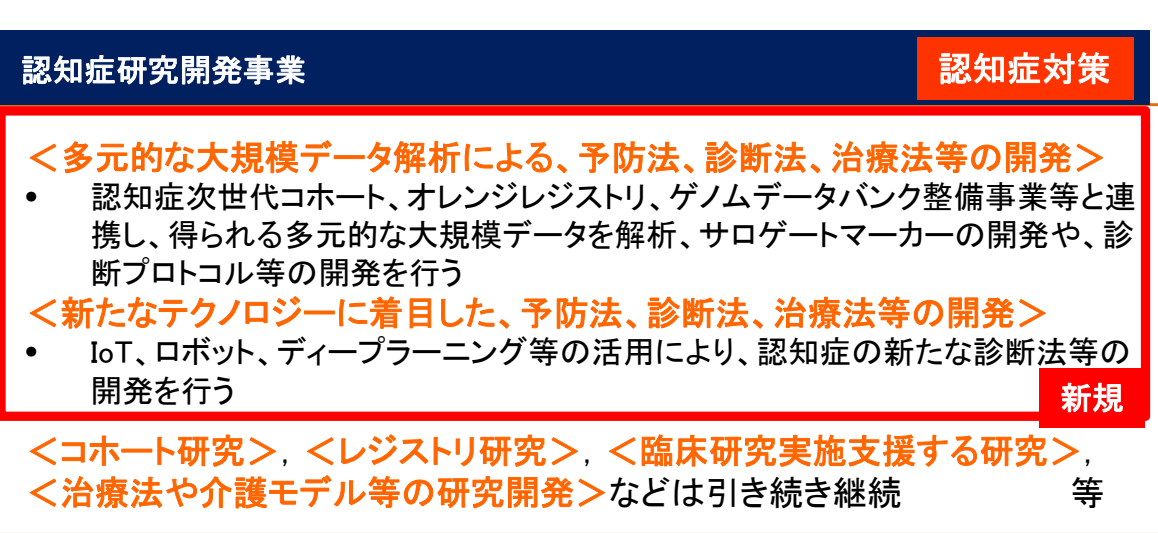 認知症研究開発事業
認知症対策
＜多元的な大規模データ解析による、予防法、診断法、治療法等の開発＞
• 認知症次世代コホート、オレンジレジストリ、ゲノムデータバンク整備事業等と連
携し、得られる多元的な大規模データを解析、サロゲートマーカーの開発や、診
断プロトコル等の開発を行う
＜新たなテクノロジーに着目した、予防法、診断法、治療法等の開発＞
• IoT、ロボット、ディープラーニング等の活用により、認知症の新たな診断法等の
開発を行う
新規
＜コホート研究＞，＜レジストリ研究＞，＜臨床研究実施支援する研究＞，
＜治療法や介護モデル等の研究開発＞などは引き続き継続　　　　　等